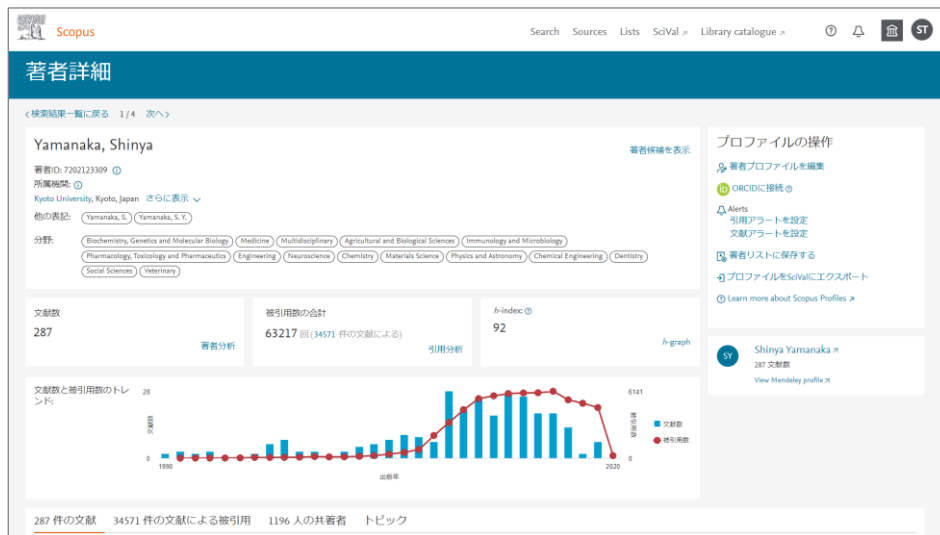 Scopus
Search Sources Lists SciVal Library catalogue ST
著者詳細
検索結果一覧に戻る 1/4 次へ
Yamanaka, Shinya
著者候補を表示
著者ID: 7202123309
所属機関:
Kyoto University, Kyoto, Japan さらに表示
他の表記: Yamanaka, S. Yamanaka, S. Y.
分野: Biochemistry, Genetics and Molecular Biology Medicine Multidisciplinary Agricultural and Biological Sciences Immunology and Microbiology
Pharmacology, Toxicology and Pharmaceutics Engineering Neuroscience Chemistry Materials Science Physics and Astronomy Chemical Engineering Dentistry
Social Sciences Veterinary
プロファイルの操作
著者プロファイルを編集
iD ORCIDに接続
Alerts
引用アラートを設定
文献アラートを設定
著者リストに保存する
プロファイルをSciValにエクスポート
Learn more about Scopus Profiles
文献数
287
著者分析
被引用数の合計
63217 回 (34571 件の文献による)
引用分析
h-index:
92
h-graph
SY Shinya Yamanaka
287 文献数
View Mendeley profile
文献数と被引用数のトレ
ンド:
28
文献数
0
1990
出版年
2020
6141
被引用数
0
文献数
被引用数
287 件の文献 34571 件の文献による被引用 1196 人の共著者 トピック